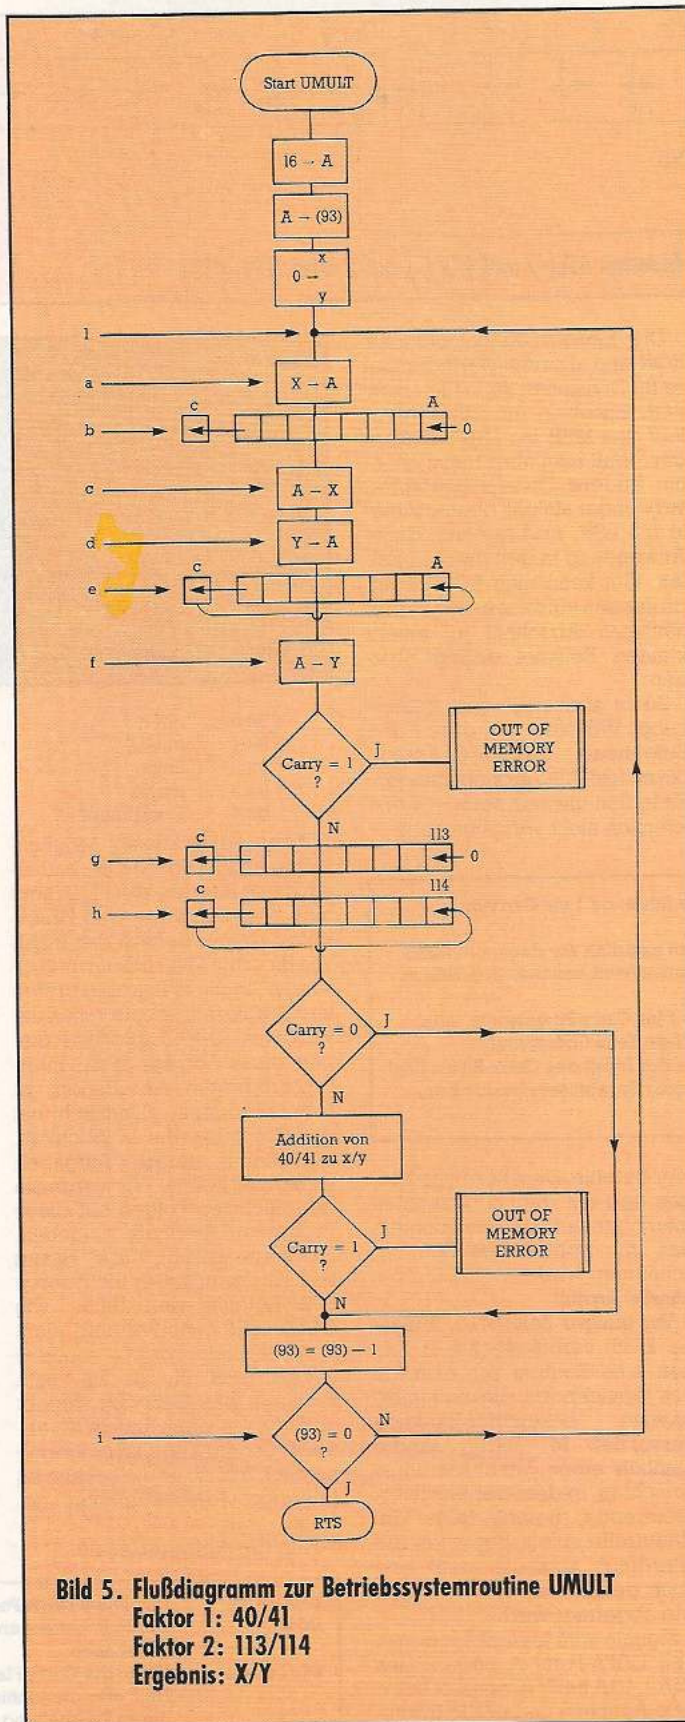 Start UMULT
16 → A
A → (93)
x
0 →
y
1
a
X → A
c
A
b
0
c
A → X
d
Y → A
c
A
e
f
A → Y
Carry = 1
?
J
OUT OF
MEMORY
ERROR
N
c
113
g
0
c
114
h
Carry = 0
?
J
N
Addition von
40/41 zu x/y
Carry = 1
?
J
OUT OF
MEMORY
ERROR
N
(93) = (93) — 1
i
(93) = 0
?
N
J
RTS
Bild 5. Flußdiagramm zur Betriebssystemroutine UMULT
Faktor 1: 40/41
Faktor 2: 113/114
Ergebnis: X/Y